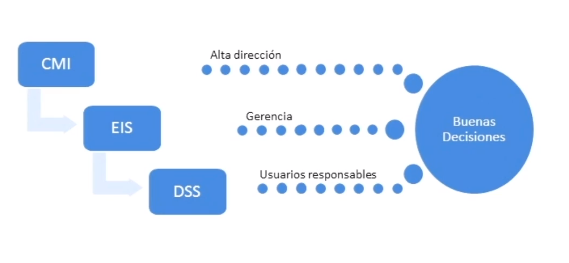 CMI
Alta dirección
EIS
Gerencia
DSS
Usuarios responsables
Buenas
Decisiones